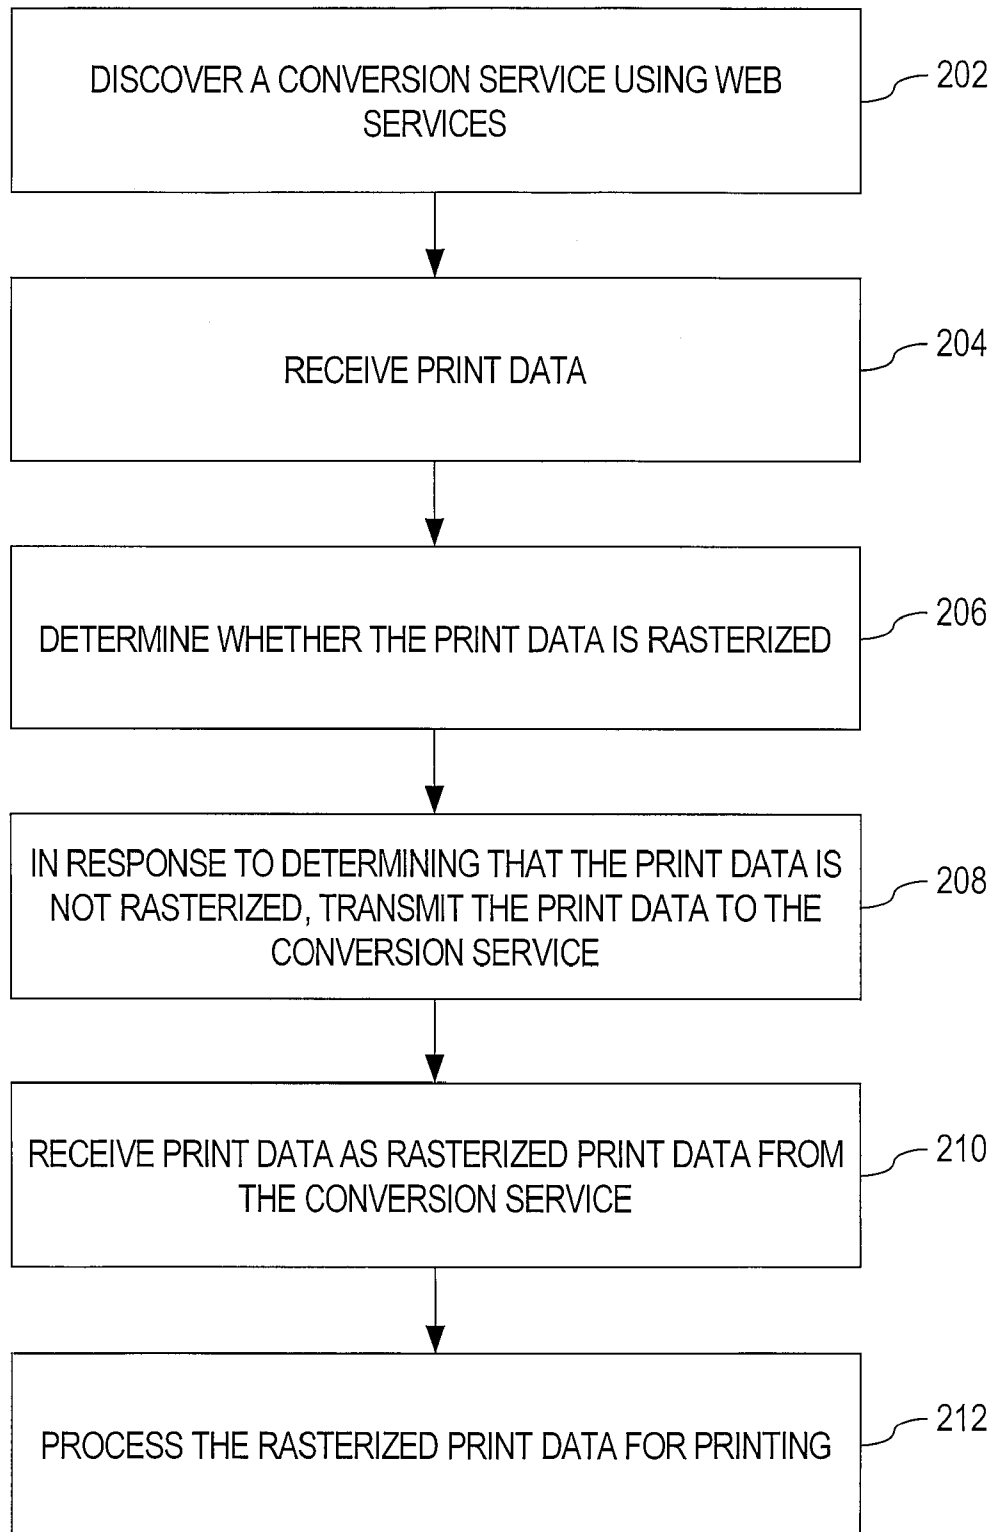 DISCOVER A CONVERSION SERVICE USING WEB
SERVICES
202
RECEIVE PRINT DATA
204
DETERMINE WHETHER THE PRINT DATA IS RASTERIZED
206
IN RESPONSE TO DETERMINING THAT THE PRINT DATA IS
NOT RASTERIZED, TRANSMIT THE PRINT DATA TO THE
CONVERSION SERVICE
208
RECEIVE PRINT DATA AS RASTERIZED PRINT DATA FROM
THE CONVERSION SERVICE
210
PROCESS THE RASTERIZED PRINT DATA FOR PRINTING
212